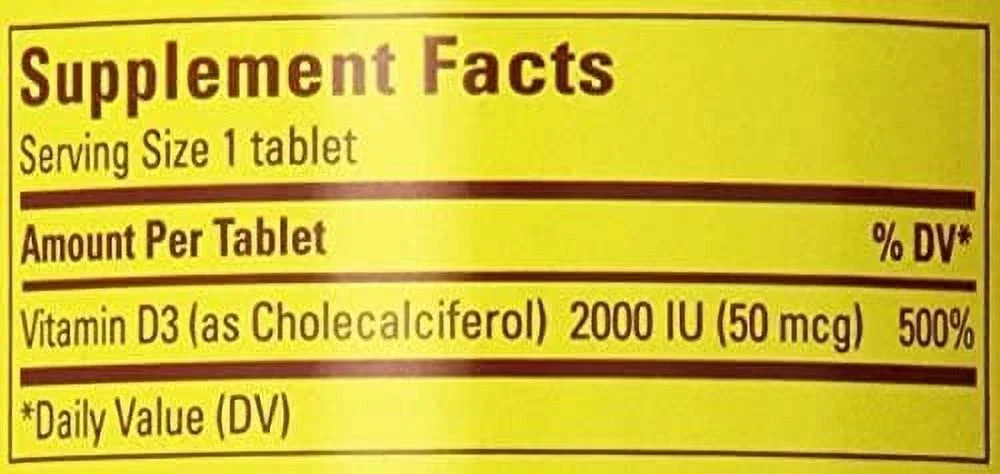 Supplement Facts
Serving Size 1 tablet
Amount Per Tablet % DV*
Vitamin D3 (as Cholecalciferol) 2000 IU (50 mcg) 500%
*Daily Value (DV)